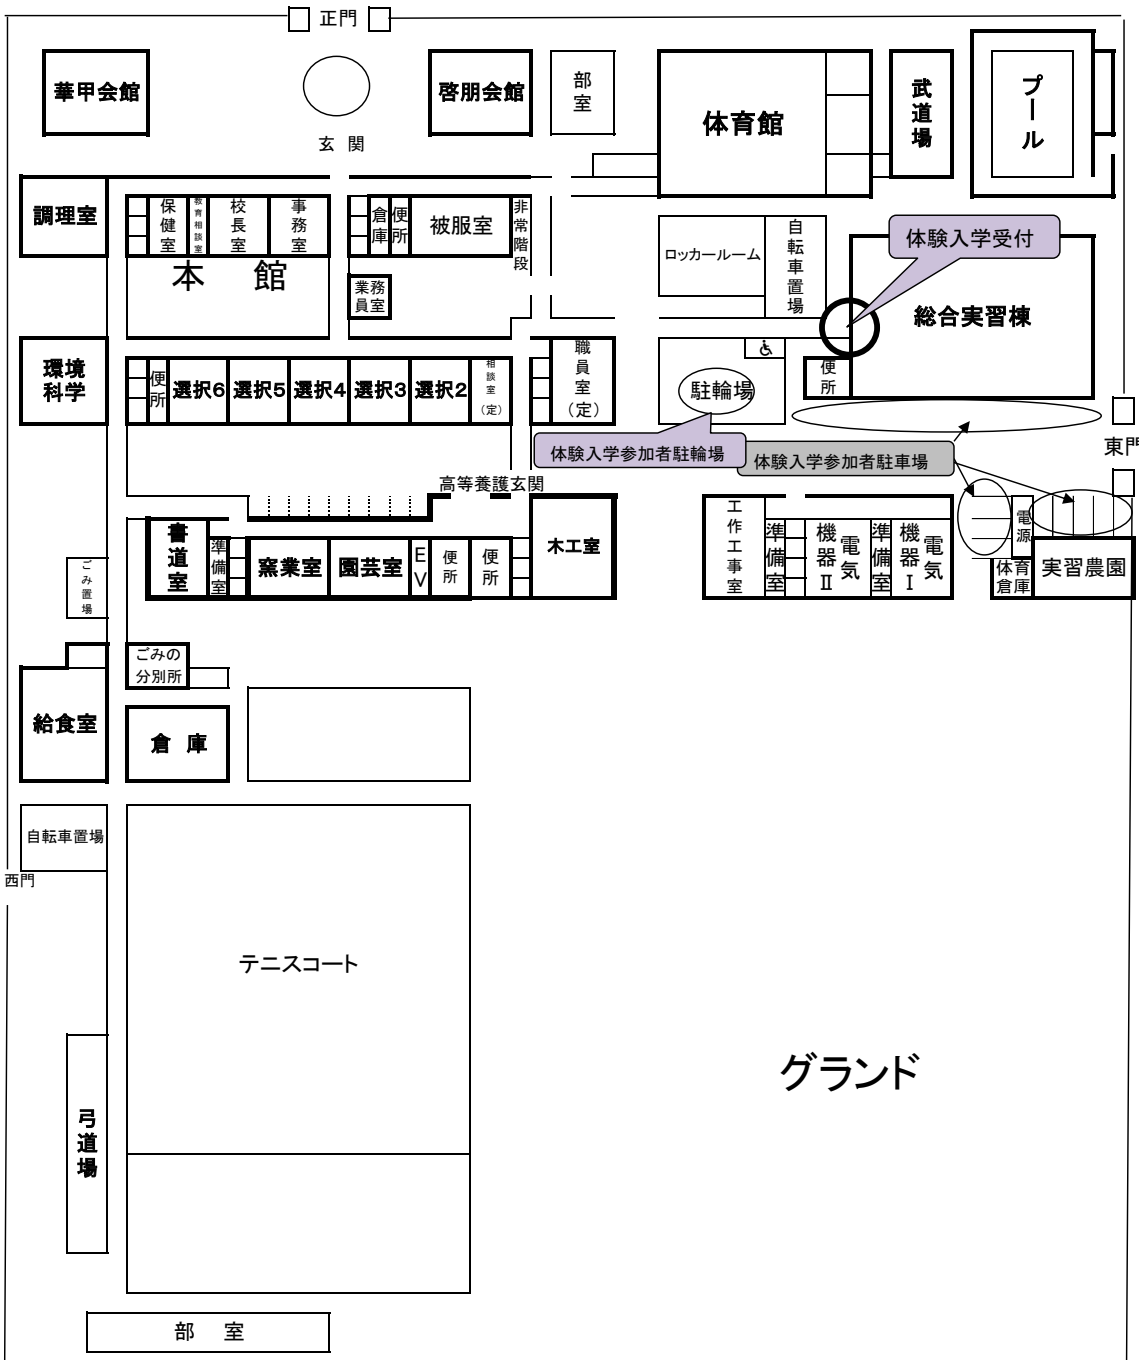 正門
華甲会館
啓朋会館
部室
体育館
武道場
プール
玄 関
調理室
保健室
教育相談室
校長室
事務室
倉庫
便所
被服室
非常階段
本 館
業務員室
ロッカールーム
自転車置場
体験入学受付
総合実習棟
環境科学
便所
選択6
選択5
選択4
選択3
選択2
相談室(定)
職員室(定)
駐輪場
便所
体験入学参加者駐輪場
体験入学参加者駐車場
東門
高等養護玄関
書道室
準備室
窯業室
園芸室
EV
便所
便所
木工室
工作工事室
準備室
電気機器Ⅱ
準備室
電気機器Ⅰ
電源
体育倉庫
実習農園
ごみ置場
ごみの
分別所
給食室
倉 庫
自転車置場
西門
テニスコート
グランド
弓道場
部 室